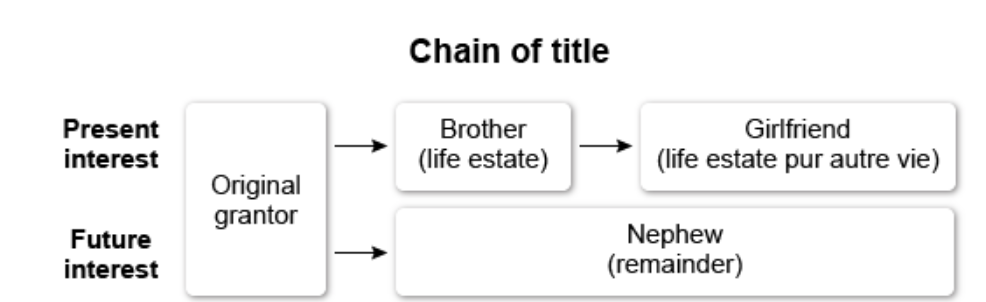 Chain of title
Present
interest
Original
grantor
Brother
(life estate)
Girlfriend
(life estate pur autre vie)
Future
interest
Nephew
(remainder)